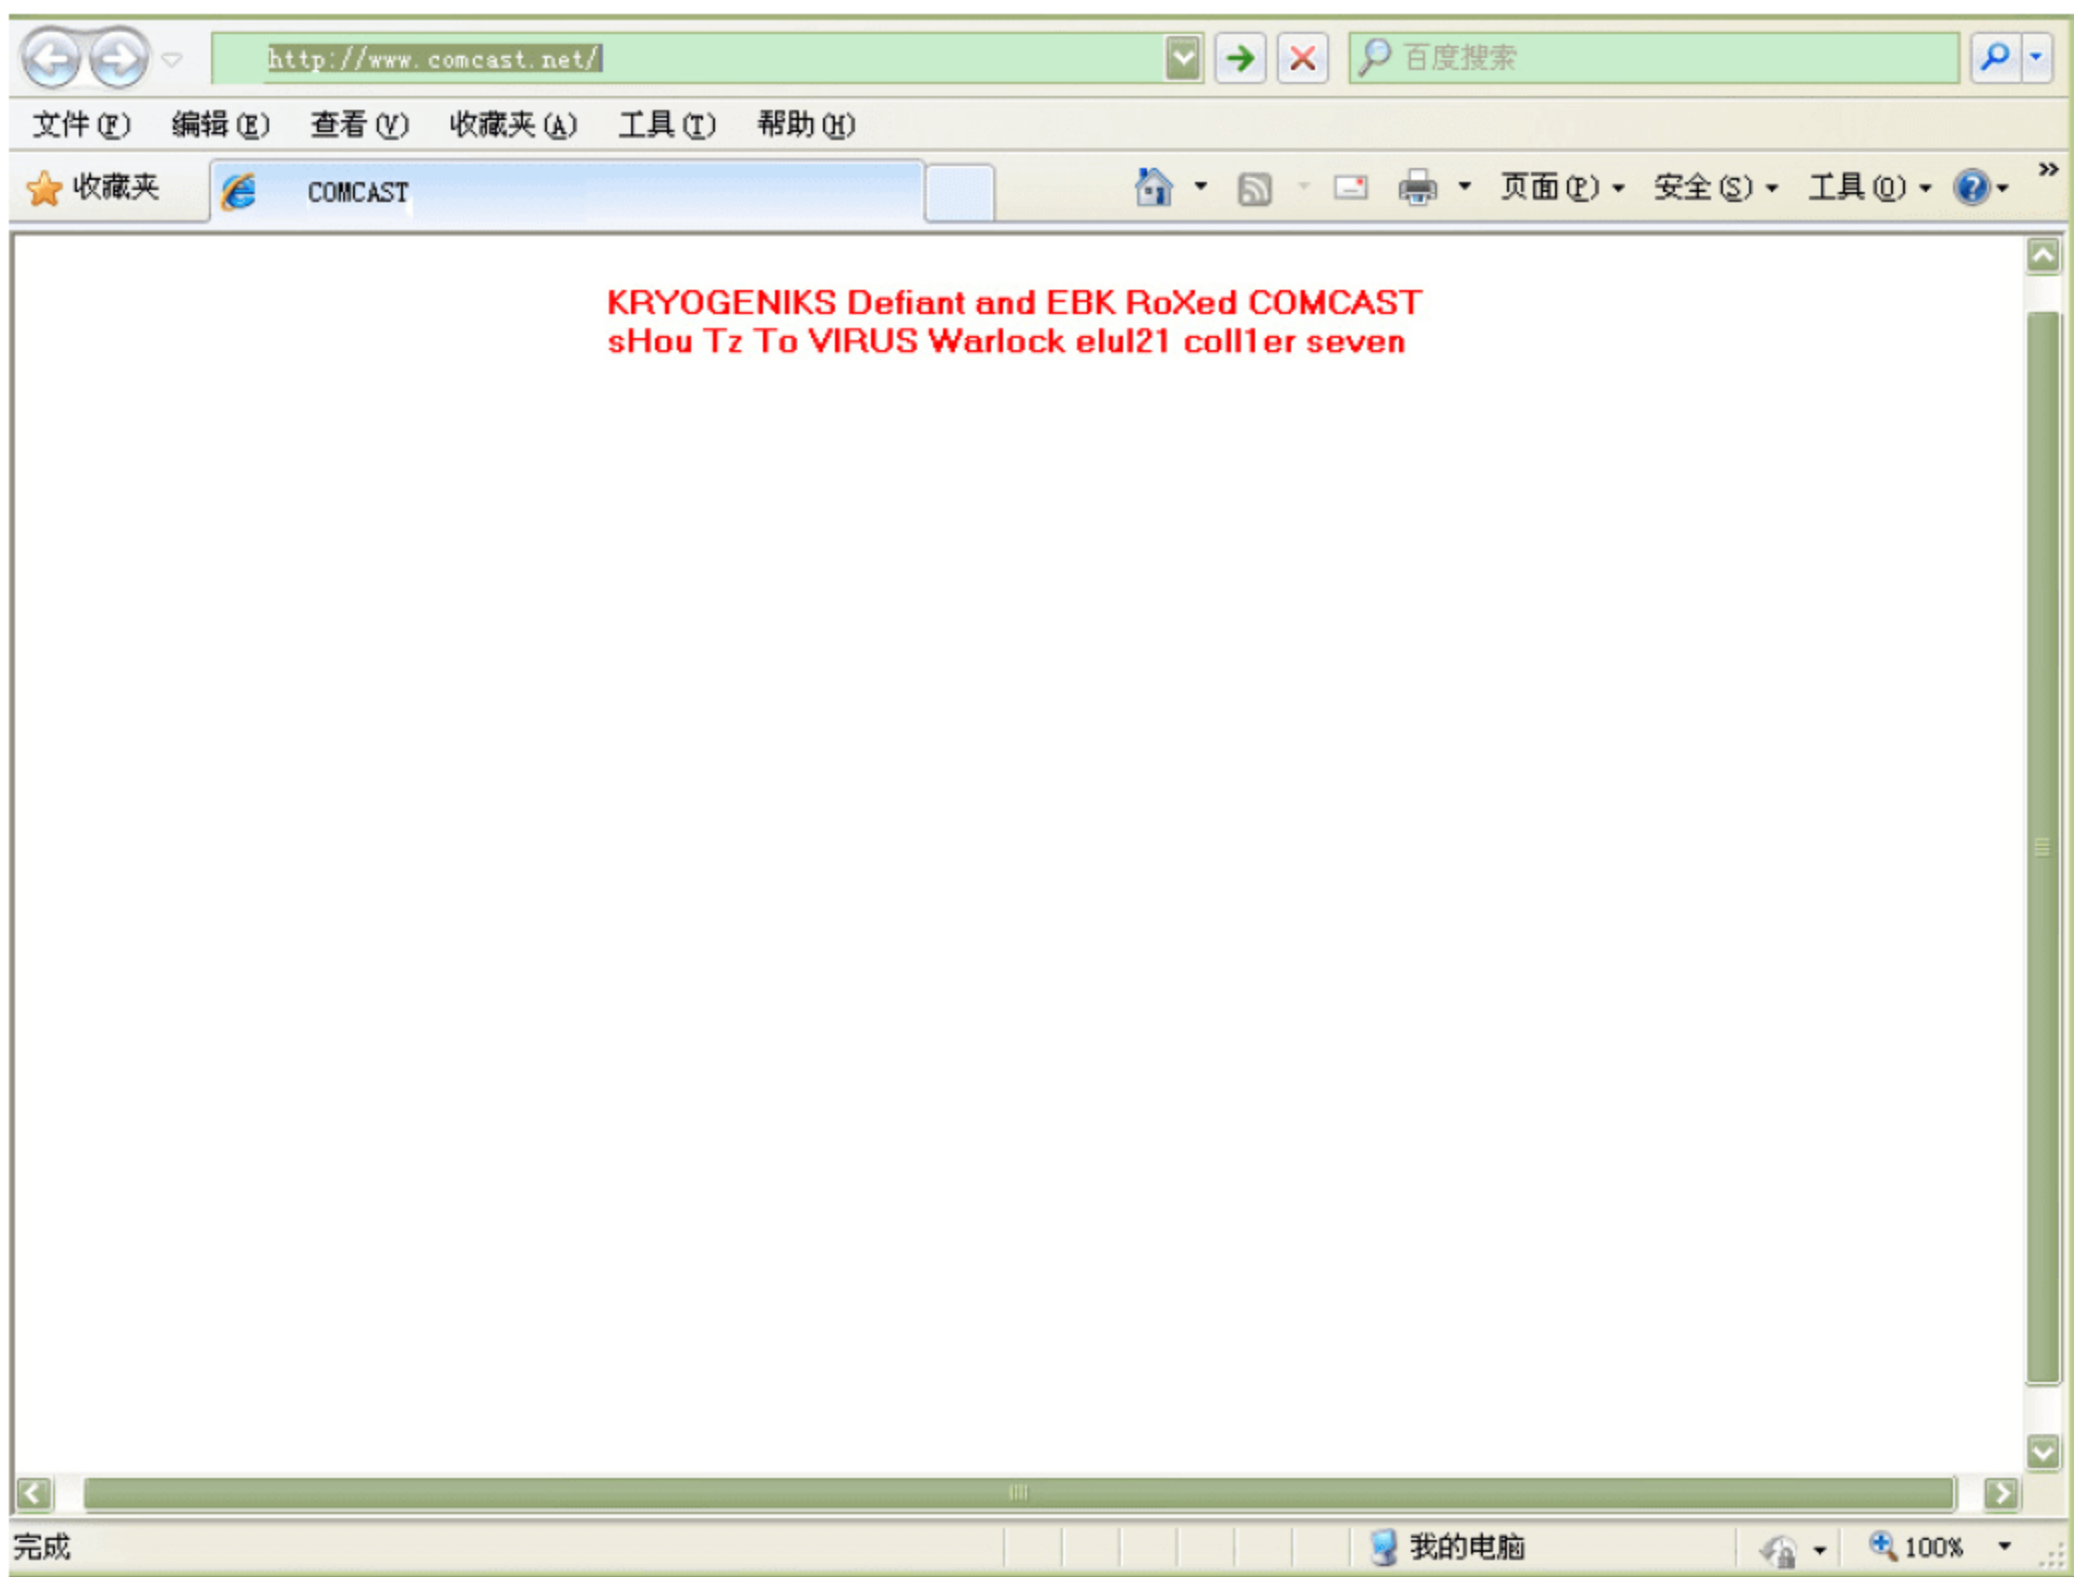 http://www.comcast.net/
百度搜索
文件(F) 编辑(E) 查看(V) 收藏夹(A) 工具(T) 帮助(H)
收藏夹 COMCAST 页面(P) 安全(S) 工具(O) »
KRYOGENIKS Defiant and EBK RoXed COMCAST
sHou Tz To VIRUS Warlock elul21 coll1er seven
完成 我的电脑 100%